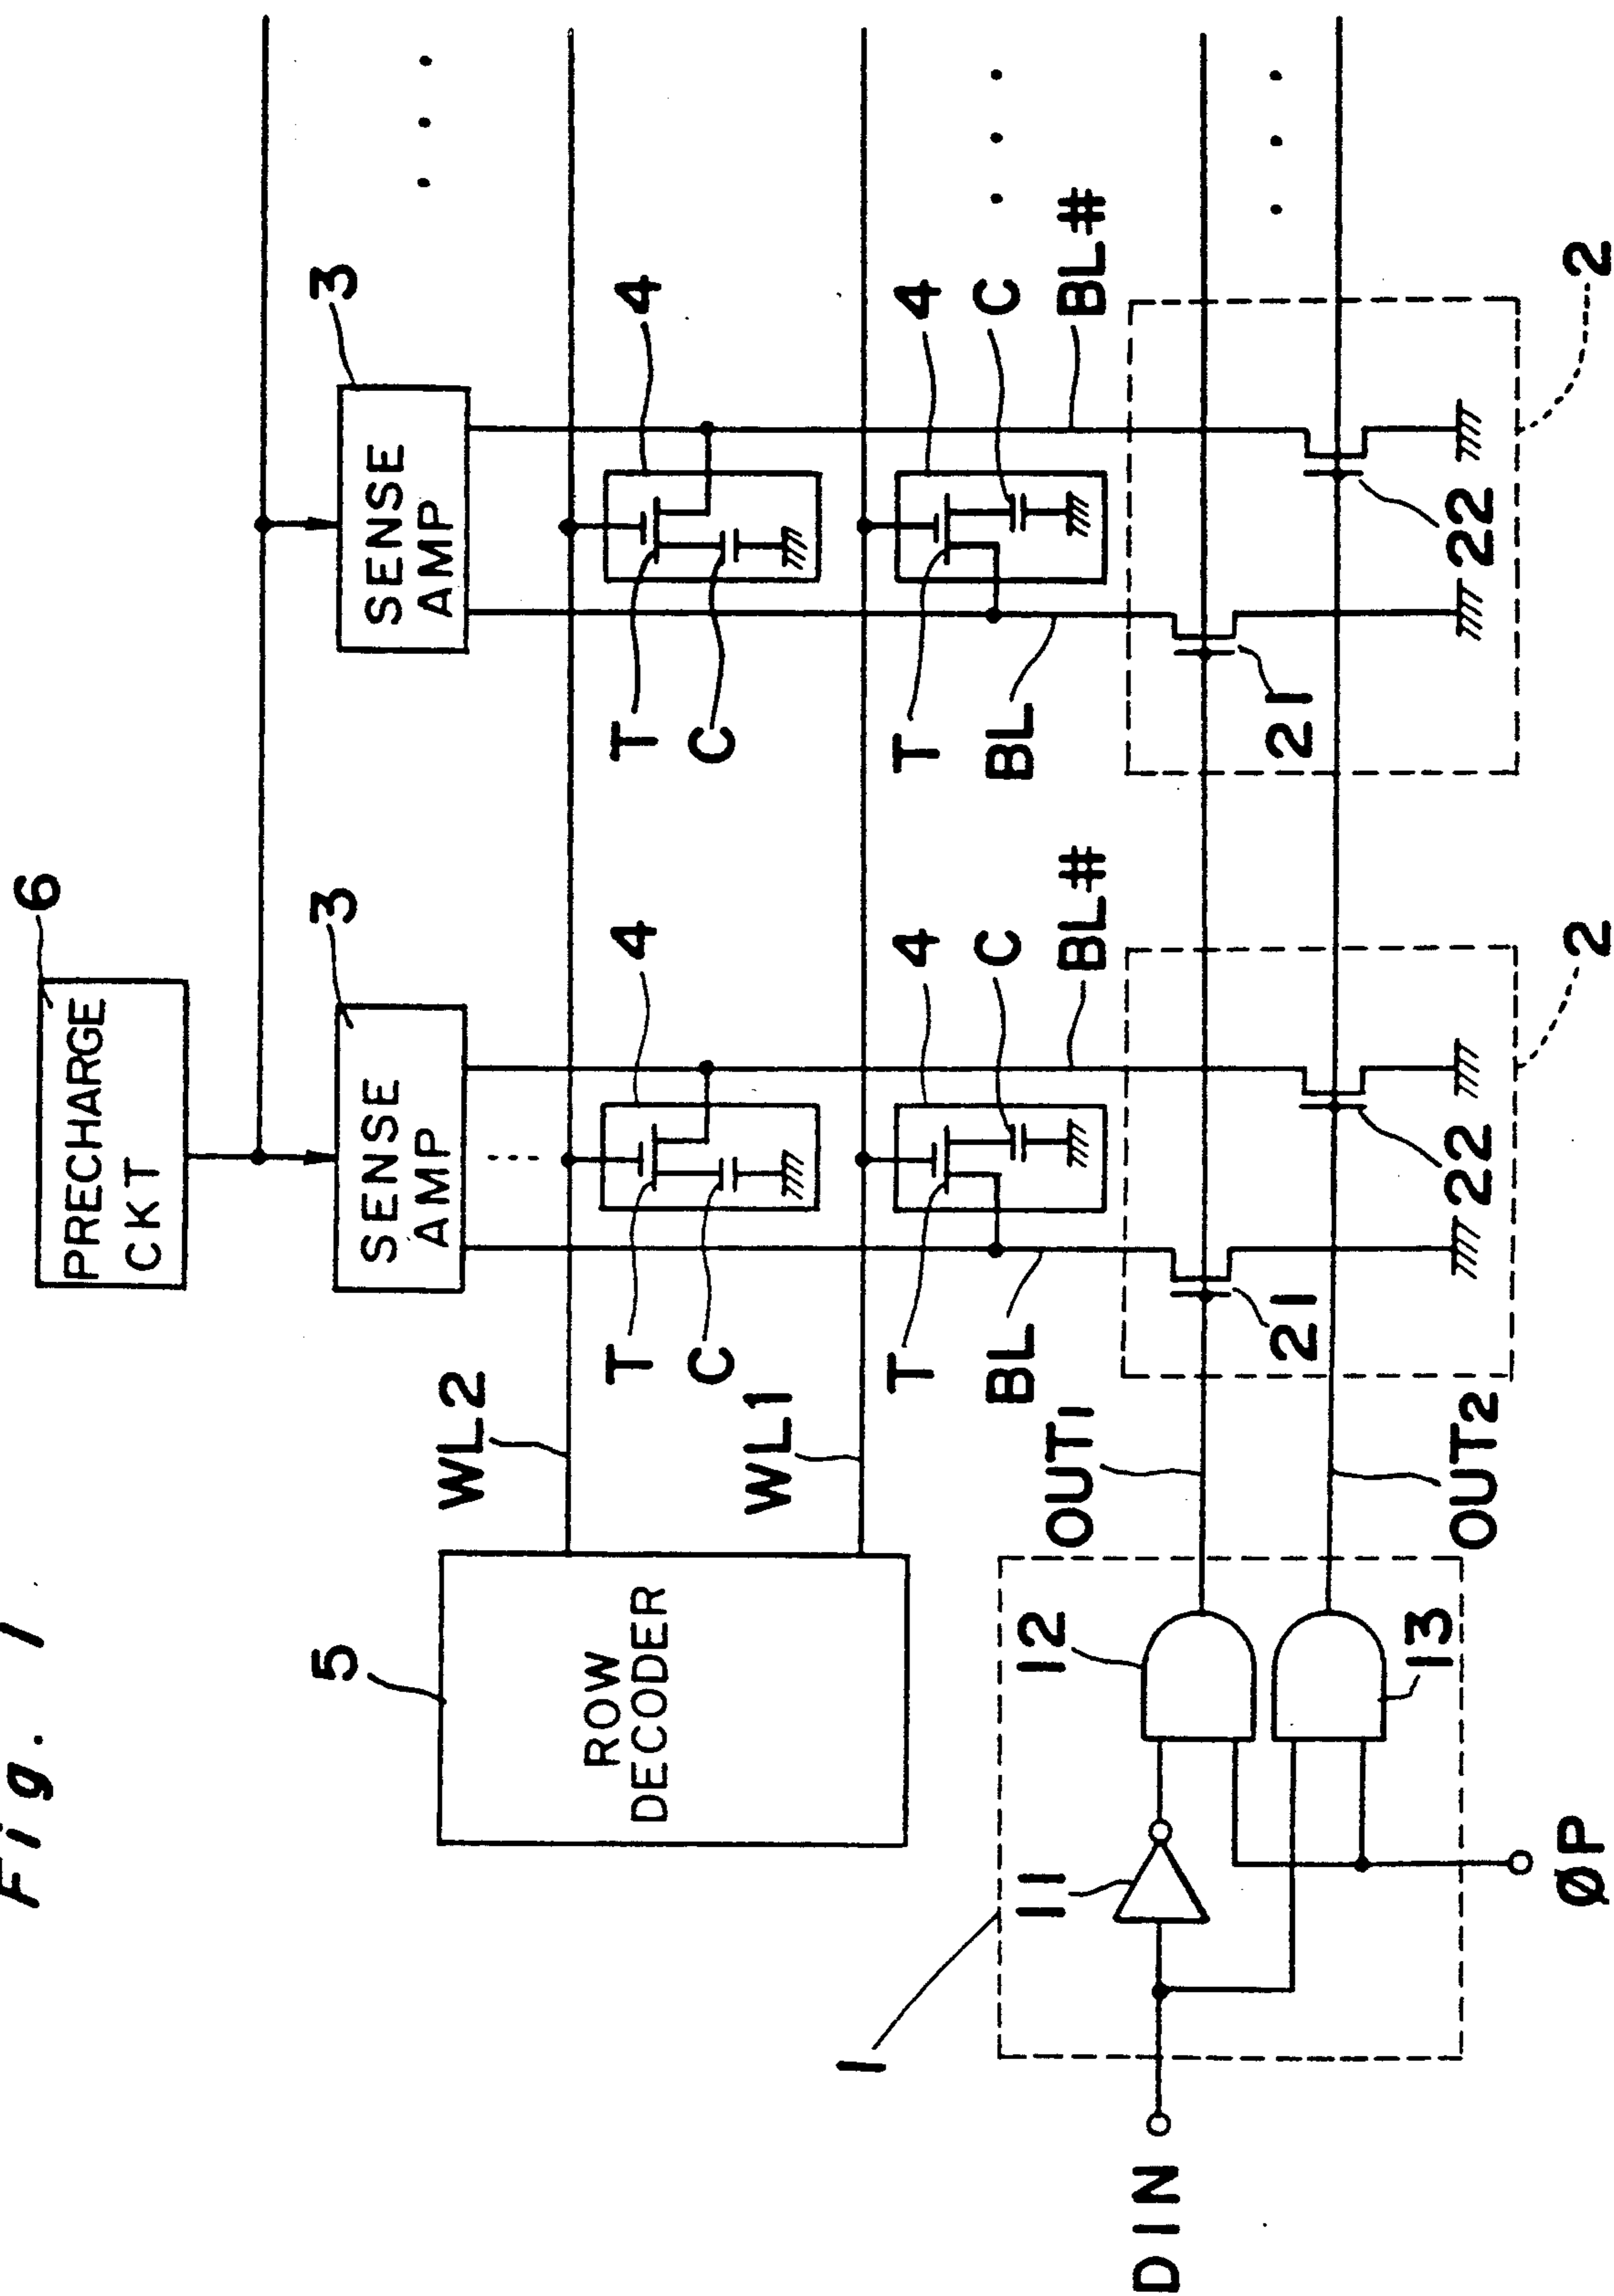 Fig. 1
6
PRECHARGE
CKT
3
SENSE
AMP
3
SENSE
AMP
5
ROW
DECODER
WL2
4
T
C
4
T
C
WL1
4
T
C
BL
BL#
4
T
C
BL
BL#
1
DIN
11
12
13
ØP
OUT1
OUT2
21
22
2
21
22
2